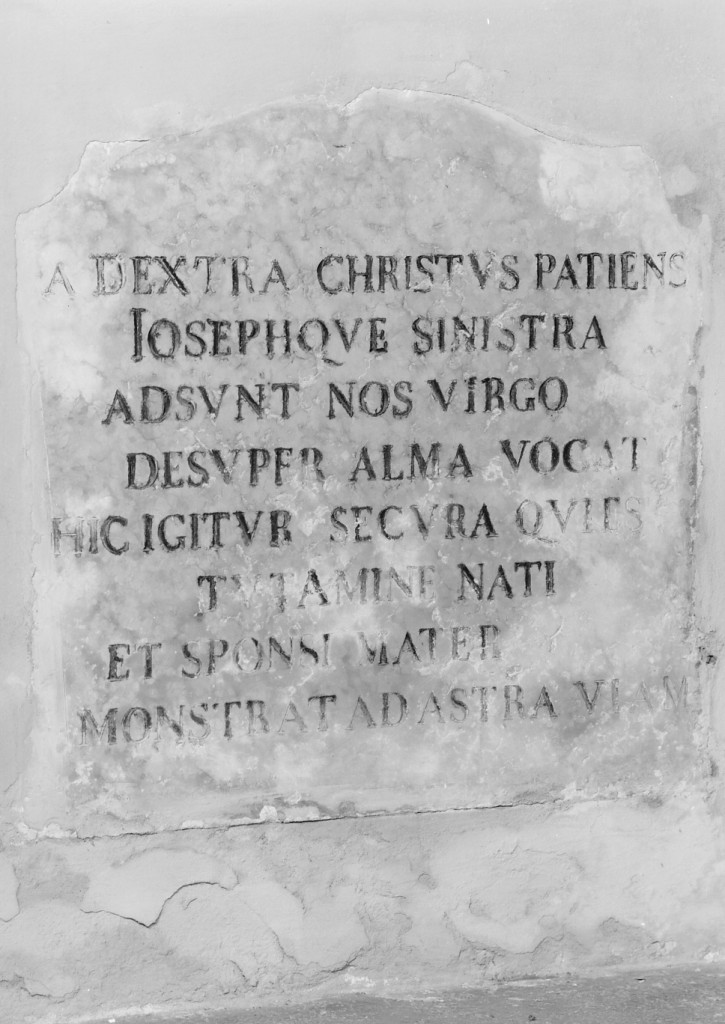 A DEXTRA CHRISTVS PATIENS
IOSEPHQVE SINISTRA
ADSVNT NOS VIRGO
DESVPER ALMA VOCAT
HIC IGITVR SECVRA QVIES
TVTAMINE NATI
ET SPONSI MATER
MONSTRAT AD ASTRA VIAM